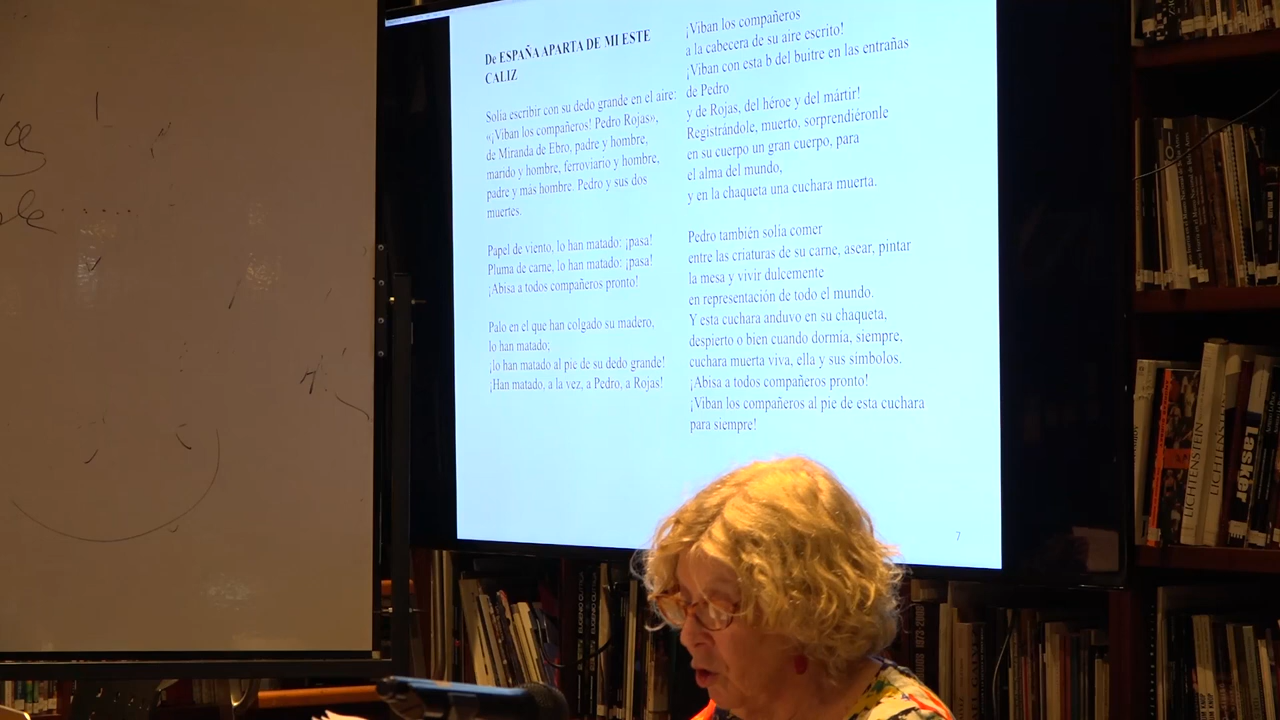 De ESPAÑA APARTA DE MI ESTE
CALIZ
Solía escribir con su dedo grande en el aire:
«¡Viban los compañeros! Pedro Rojas»,
de Miranda de Ebro, padre y hombre,
marido y hombre, ferroviario y hombre,
padre y más hombre. Pedro y sus dos
muertes.
Papel de viento, lo han matado: ¡pasa!
Pluma de carne, lo han matado: ¡pasa!
¡Abisa a todos compañeros pronto!
Palo en el que han colgado su madero,
lo han matado;
¡lo han matado al pie de su dedo grande!
¡Han matado, a la vez, a Pedro, a Rojas!
¡Viban los compañeros
a la cabecera de su aire escrito!
¡Viban con esta b del buitre en las entrañas
de Pedro
y de Rojas, del héroe y del mártir!
Registrándole, muerto, sorprendiéronle
en su cuerpo un gran cuerpo, para
el alma del mundo,
y en la chaqueta una cuchara muerta.
Pedro también solía comer
entre las criaturas de su carne, asear, pintar
la mesa y vivir dulcemente
en representación de todo el mundo.
Y esta cuchara anduvo en su chaqueta,
despierto o bien cuando dormía, siempre,
cuchara muerta viva, ella y sus símbolos.
¡Abisa a todos compañeros pronto!
¡Viban los compañeros al pie de esta cuchara
para siempre!
7
LICHTENSTEIN
LICHTENSTEIN
Lasker